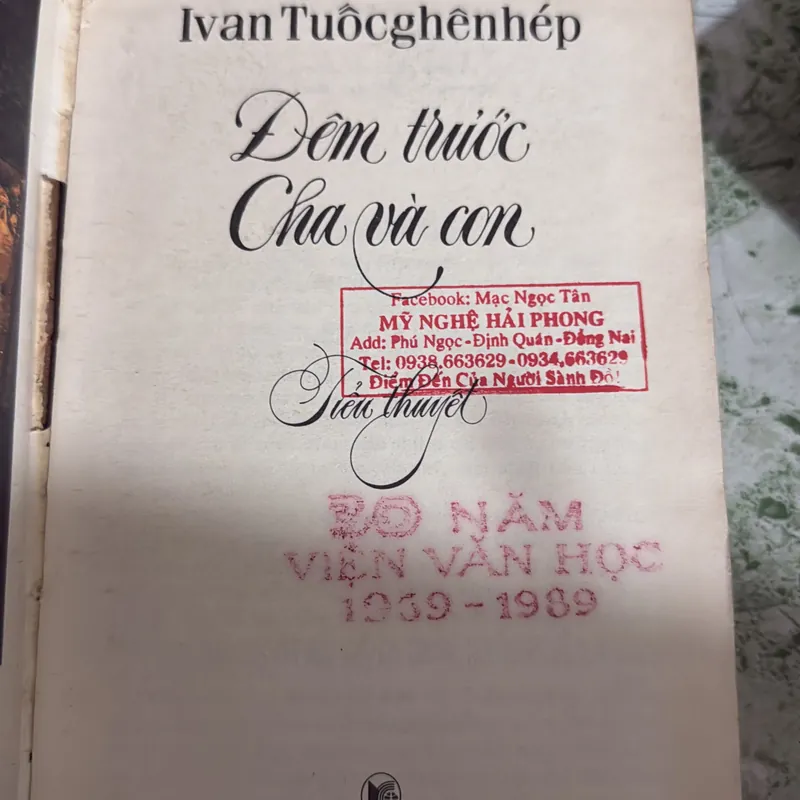 Ivan Tuốcghênhép
Đêm trước
Cha và con
Facebook: Mạc Ngọc Tân
MỸ NGHỆ HẢI PHONG
Add: Phú Ngọc - Định Quán - Đồng Nai
Tel: 0938.663629 - 0934.663629
Điểm Đến Của Người Sành Đồ!
Tiểu thuyết
30 NĂM
VIỆN VĂN HỌC
1959 - 1989